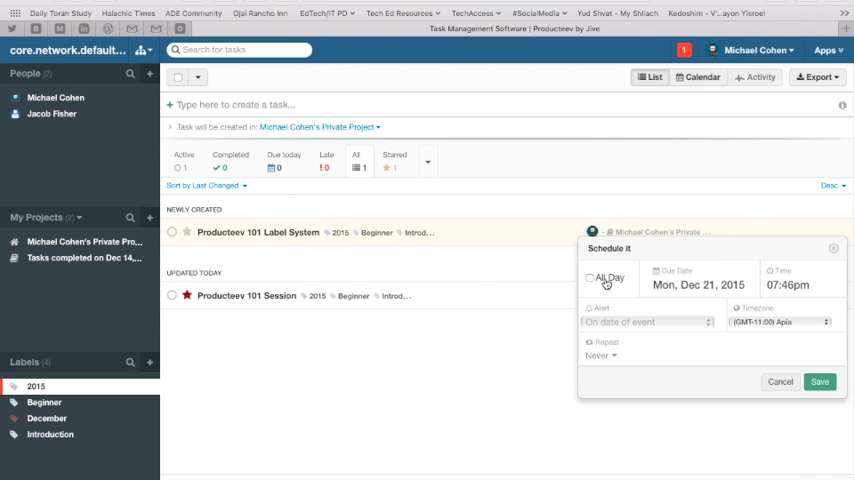 Daily Torah Study Halachic Times ADE Community Ojai Rancho Inn EdTech/IT PD Tech Ed Resources TechAccess #SocialMedia Yud Shvat - My Shliach Kedoshim - V'...ayon Yisroel
Task Management Software | Producteev by Jive
core.network.default...
Search for tasks
1
Michael Cohen
Apps
People (2)
Michael Cohen
Jacob Fisher
List
Calendar
Activity
Export
Type here to create a task...
Task will be created in: Michael Cohen's Private Project
Active
1
Completed
0
Due today
0
Late
!0
All
1
Starred
1
Sort by Last Changed
Desc
My Projects (2)
Michael Cohen's Private Pro...
Tasks completed on Dec 14,...
NEWLY CREATED
Producteev 101 Label System 2015 Beginner Introd...
- Michael Cohen's Private ...
UPDATED TODAY
Producteev 101 Session 2015 Beginner Introd...
Schedule it
All Day
Due Date
Mon, Dec 21, 2015
Time
07:46pm
Alert
On date of event
Timezone
(GMT-11:00) Apia
Repeat
Never
Cancel
Save
Labels (4)
2015
Beginner
December
Introduction